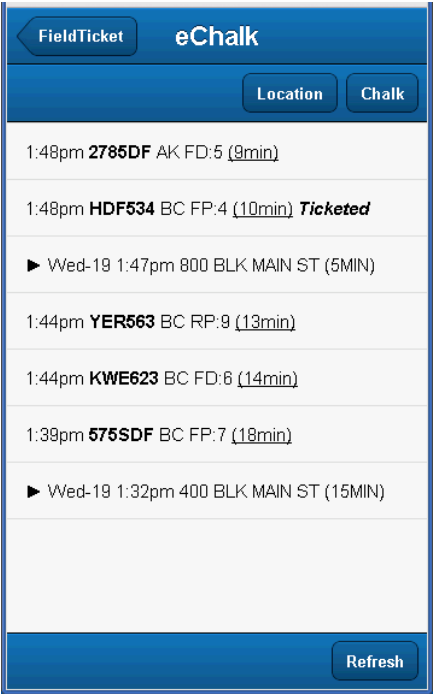 FieldTicket
eChalk
Location
Chalk
1:48pm 2785DF AK FD:5 (9min)
1:48pm HDF534 BC FP:4 (10min) Ticketed
► Wed-19 1:47pm 800 BLK MAIN ST (5MIN)
1:44pm YER563 BC RP:9 (13min)
1:44pm KWE623 BC FD:6 (14min)
1:39pm 575SDF BC FP:7 (18min)
► Wed-19 1:32pm 400 BLK MAIN ST (15MIN)
Refresh